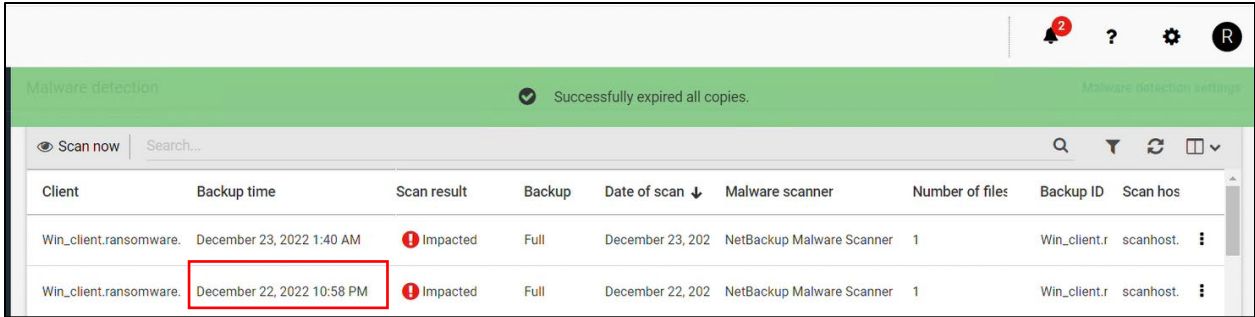 2
? R
Malware detection Successfully expired all copies. Malware detection settings
Scan now Search...
Client Backup time Scan result Backup Date of scan Malware scanner Number of files Backup ID Scan hos
Win_client.ransomware. December 23, 2022 1:40 AM Impacted Full December 23, 202 NetBackup Malware Scanner 1 Win_client.r scanhost.
Win_client.ransomware. December 22, 2022 10:58 PM Impacted Full December 22, 202 NetBackup Malware Scanner 1 Win_client.r scanhost.